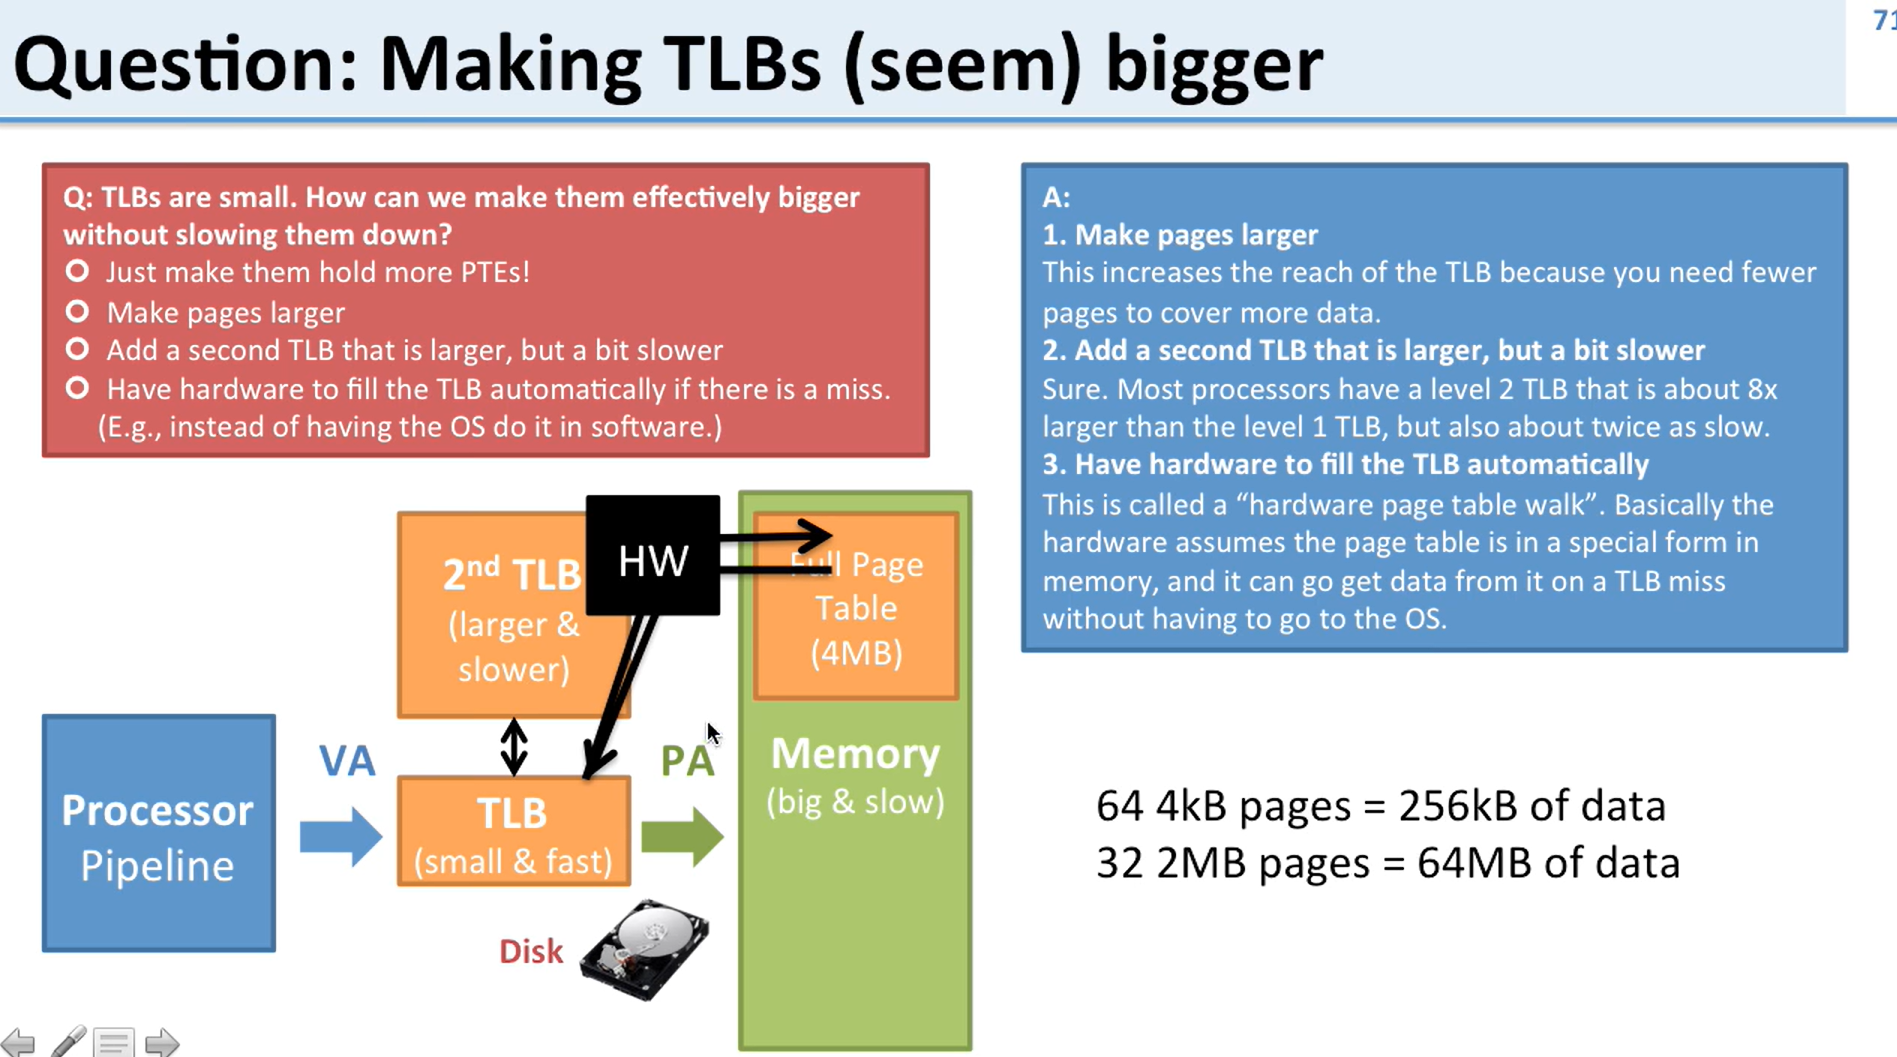 71
Question: Making TLBs (seem) bigger
Q: TLBs are small. How can we make them effectively bigger
without slowing them down?
Just make them hold more PTEs!
Make pages larger
Add a second TLB that is larger, but a bit slower
Have hardware to fill the TLB automatically if there is a miss.
(E.g., instead of having the OS do it in software.)
A:
1. Make pages larger
This increases the reach of the TLB because you need fewer
pages to cover more data.
2. Add a second TLB that is larger, but a bit slower
Sure. Most processors have a level 2 TLB that is about 8x
larger than the level 1 TLB, but also about twice as slow.
3. Have hardware to fill the TLB automatically
This is called a “hardware page table walk”. Basically the
hardware assumes the page table is in a special form in
memory, and it can go get data from it on a TLB miss
without having to go to the OS.
2nd TLB
(larger &
slower)
HW
Full Page
Table
(4MB)
Processor
Pipeline
VA
TLB
(small & fast)
PA
Memory
(big & slow)
Disk
64 4kB pages = 256kB of data
32 2MB pages = 64MB of data